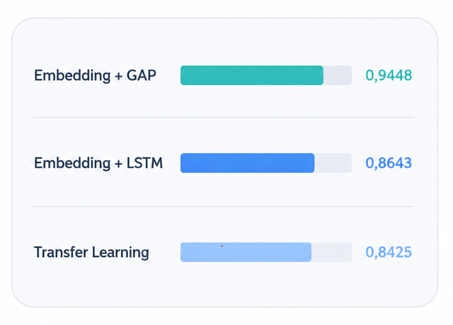 Embedding + GAP 0,9448
Embedding + LSTM 0,8643
Transfer Learning 0,8425